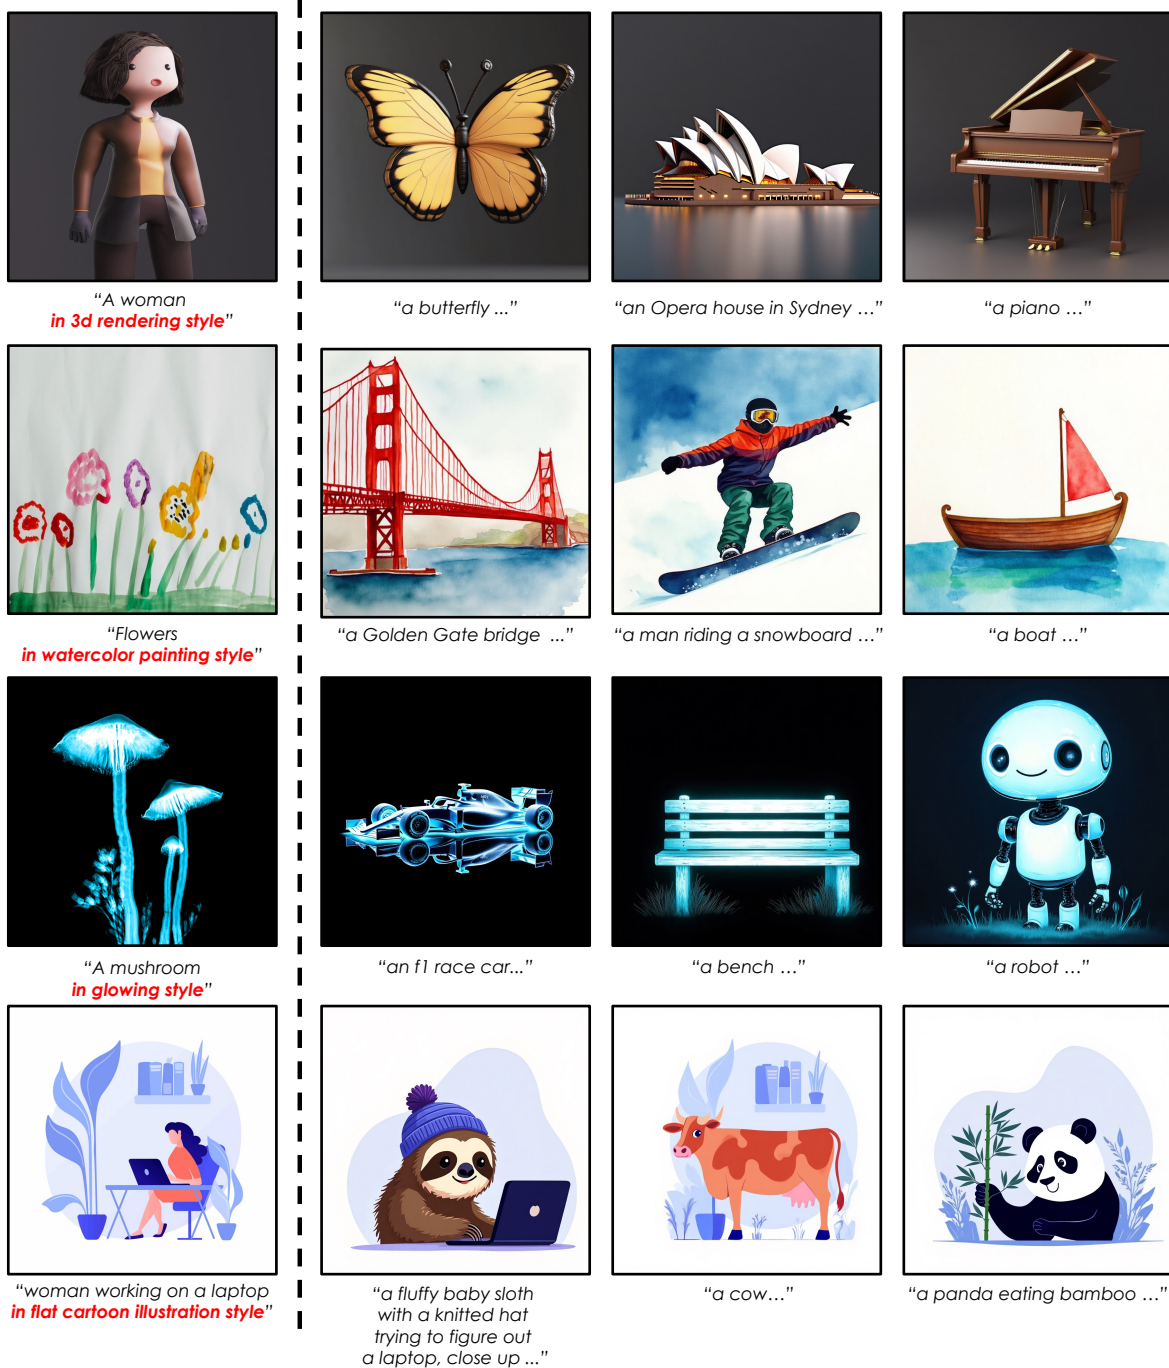 “A woman
in 3d rendering style”
“a butterfly ...”
“an Opera house in Sydney ...”
“a piano ...”
“Flowers
in watercolor painting style”
“a Golden Gate bridge ...”
“a man riding a snowboard ...”
“a boat ...”
“A mushroom
in glowing style”
“an f1 race car...”
“a bench ...”
“a robot ...”
“woman working on a laptop
in flat cartoon illustration style”
“a fluffy baby sloth
with a knitted hat
trying to figure out
a laptop, close up ...”
“a cow...”
“a panda eating bamboo ...”